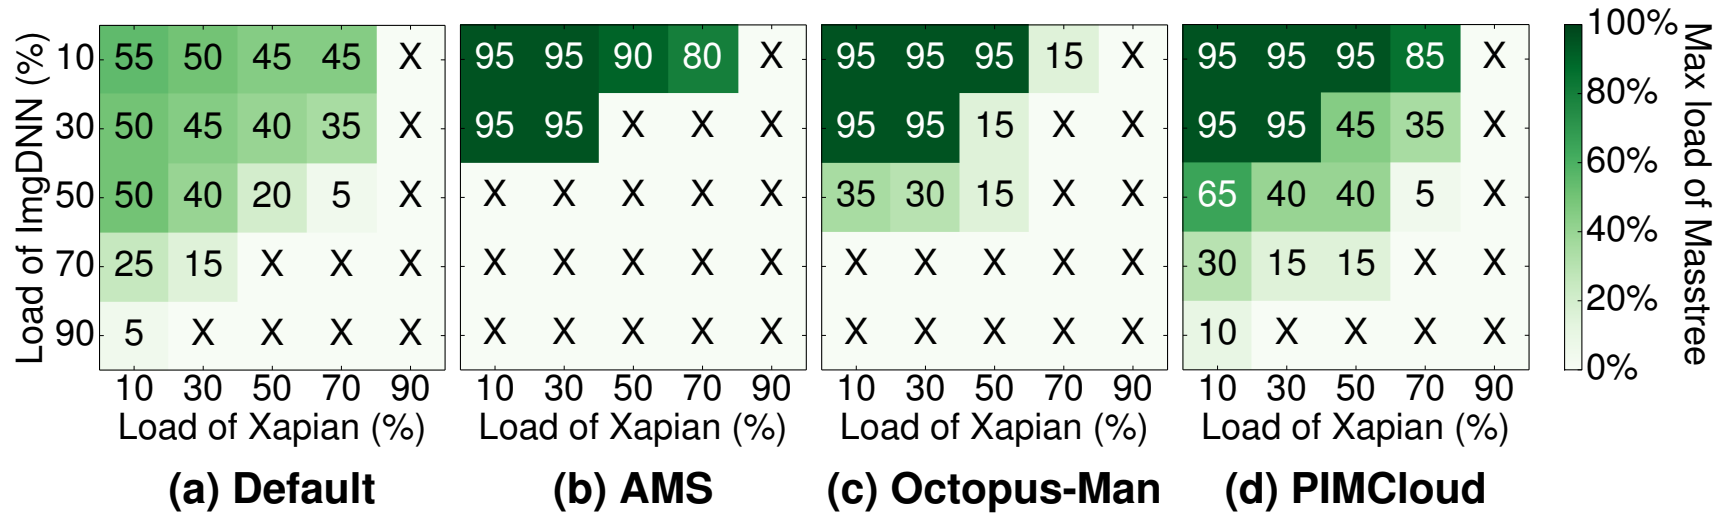 Load of ImgDNN (%)
10 55 50 45 45 X
30 50 45 40 35 X
50 50 40 20 5 X
70 25 15 X X X
90 5 X X X X
10 30 50 70 90
Load of Xapian (%)
(a) Default
95 95 90 80 X
95 95 X X X
X X X X X
X X X X X
X X X X X
10 30 50 70 90
Load of Xapian (%)
(b) AMS
95 95 95 15 X
95 95 15 X X
35 30 15 X X
X X X X X
X X X X X
10 30 50 70 90
Load of Xapian (%)
(c) Octopus-Man
95 95 95 85 X
95 95 45 35 X
65 40 40 5 X
30 15 15 X X
10 X X X X
10 30 50 70 90
Load of Xapian (%)
(d) PIMCloud
100%
80%
60%
40%
20%
0%
Max load of Masstree